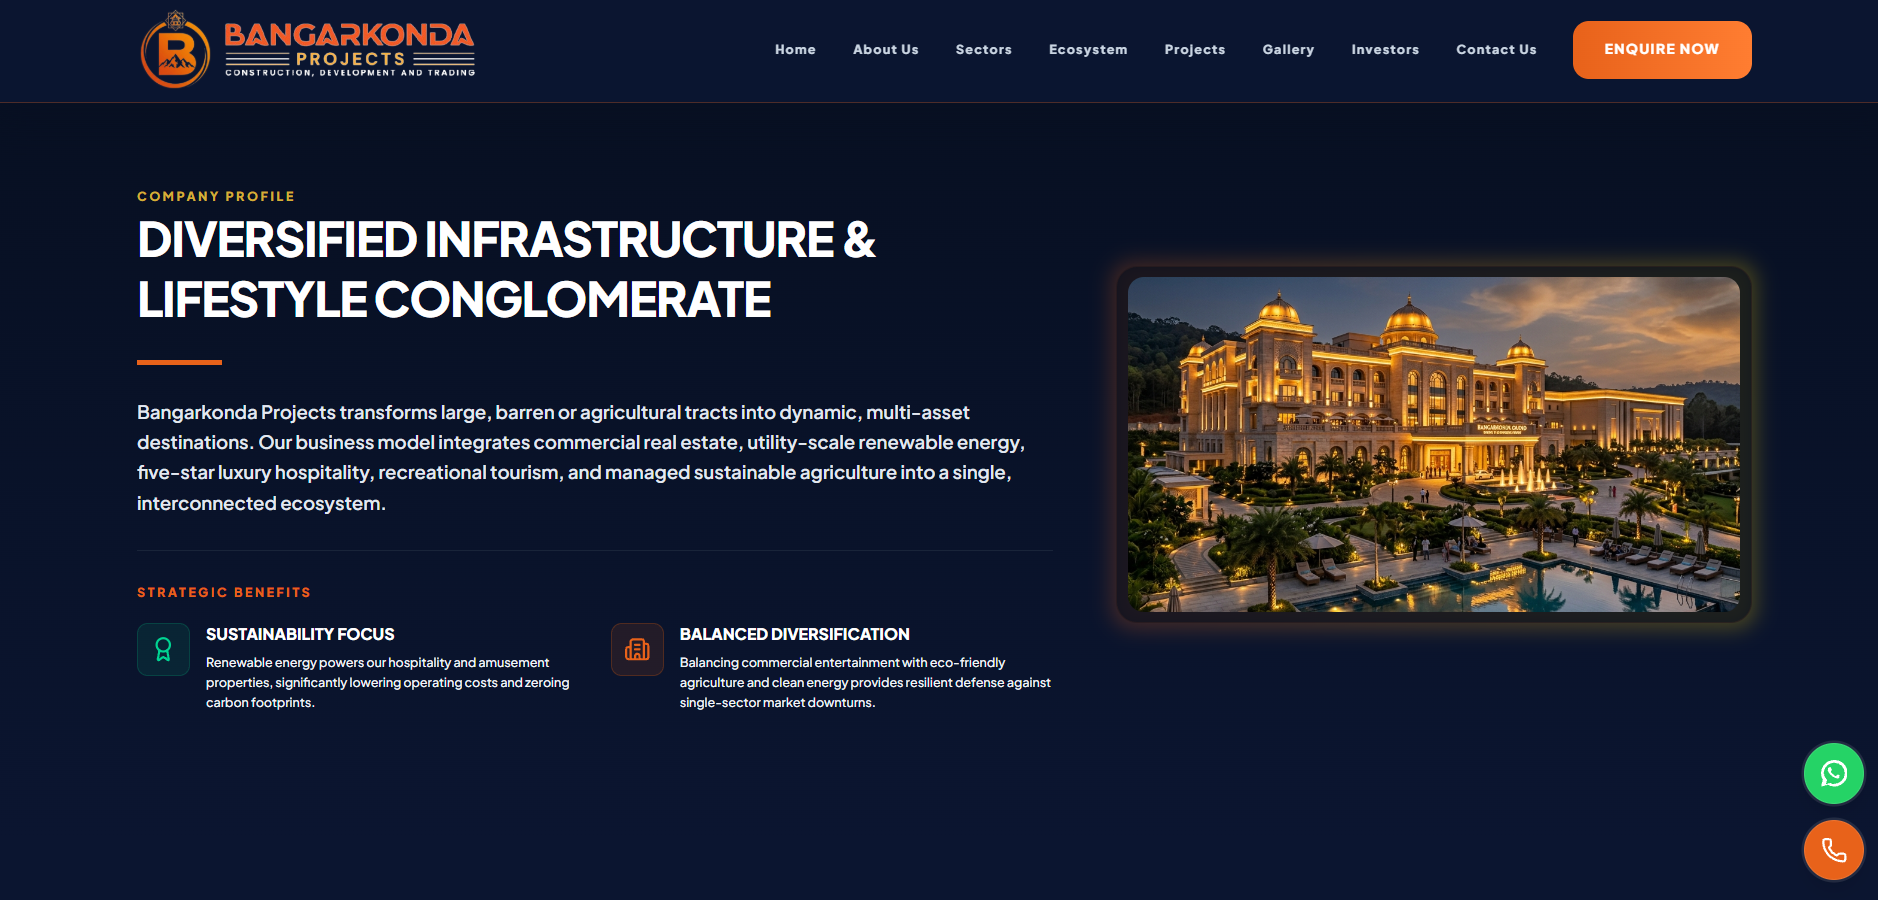 BANGARKONDA
PROJECTS
CONSTRUCTION, DEVELOPMENT AND TRADING
Home
About Us
Sectors
Ecosystem
Projects
Gallery
Investors
Contact Us
ENQUIRE NOW
COMPANY PROFILE
DIVERSIFIED INFRASTRUCTURE &
LIFESTYLE CONGLOMERATE
Bangarkonda Projects transforms large, barren or agricultural tracts into dynamic, multi-asset
destinations. Our business model integrates commercial real estate, utility-scale renewable energy,
five-star luxury hospitality, recreational tourism, and managed sustainable agriculture into a single,
interconnected ecosystem.
STRATEGIC BENEFITS
SUSTAINABILITY FOCUS
Renewable energy powers our hospitality and amusement
properties, significantly lowering operating costs and zeroing
carbon footprints.
BALANCED DIVERSIFICATION
Balancing commercial entertainment with eco-friendly
agriculture and clean energy provides resilient defense against
single-sector market downturns.